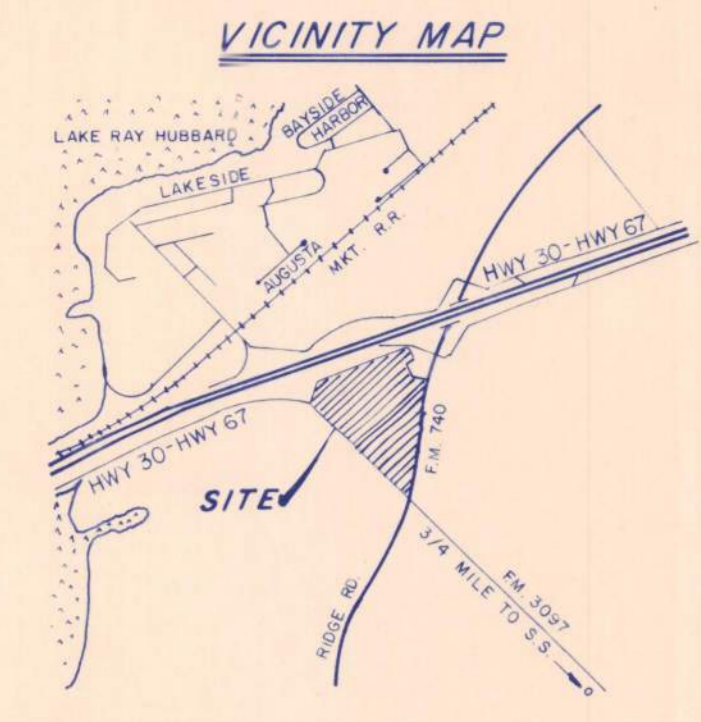 VICINITY MAP
BAYSIDE
HARBOR
LAKE RAY HUBBARD
LAKESIDE
AUGUSTA
MKT. R.R.
HWY 30-HWY 67
F.M. 740
HWY 30-HWY 67
SITE
3/4 MILE TO S.S.
F.M. 3097
RIDGE RD.